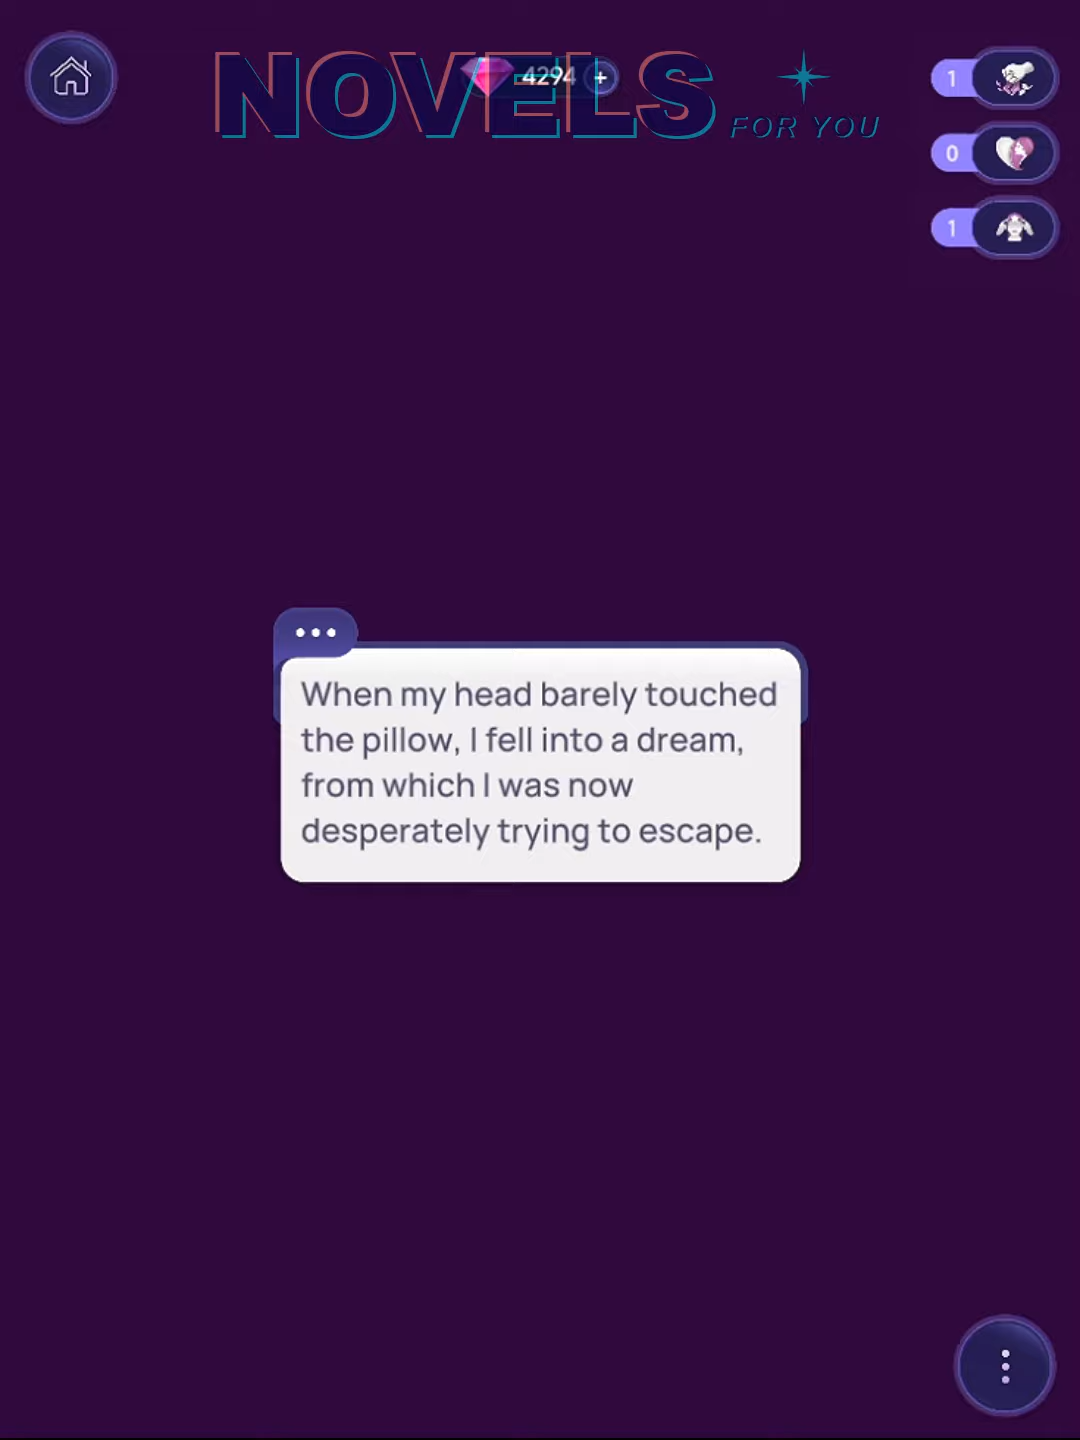 NOVELS
FOR YOU
4294 +
1
0
1
When my head barely touched
the pillow, I fell into a dream,
from which I was now
desperately trying to escape.